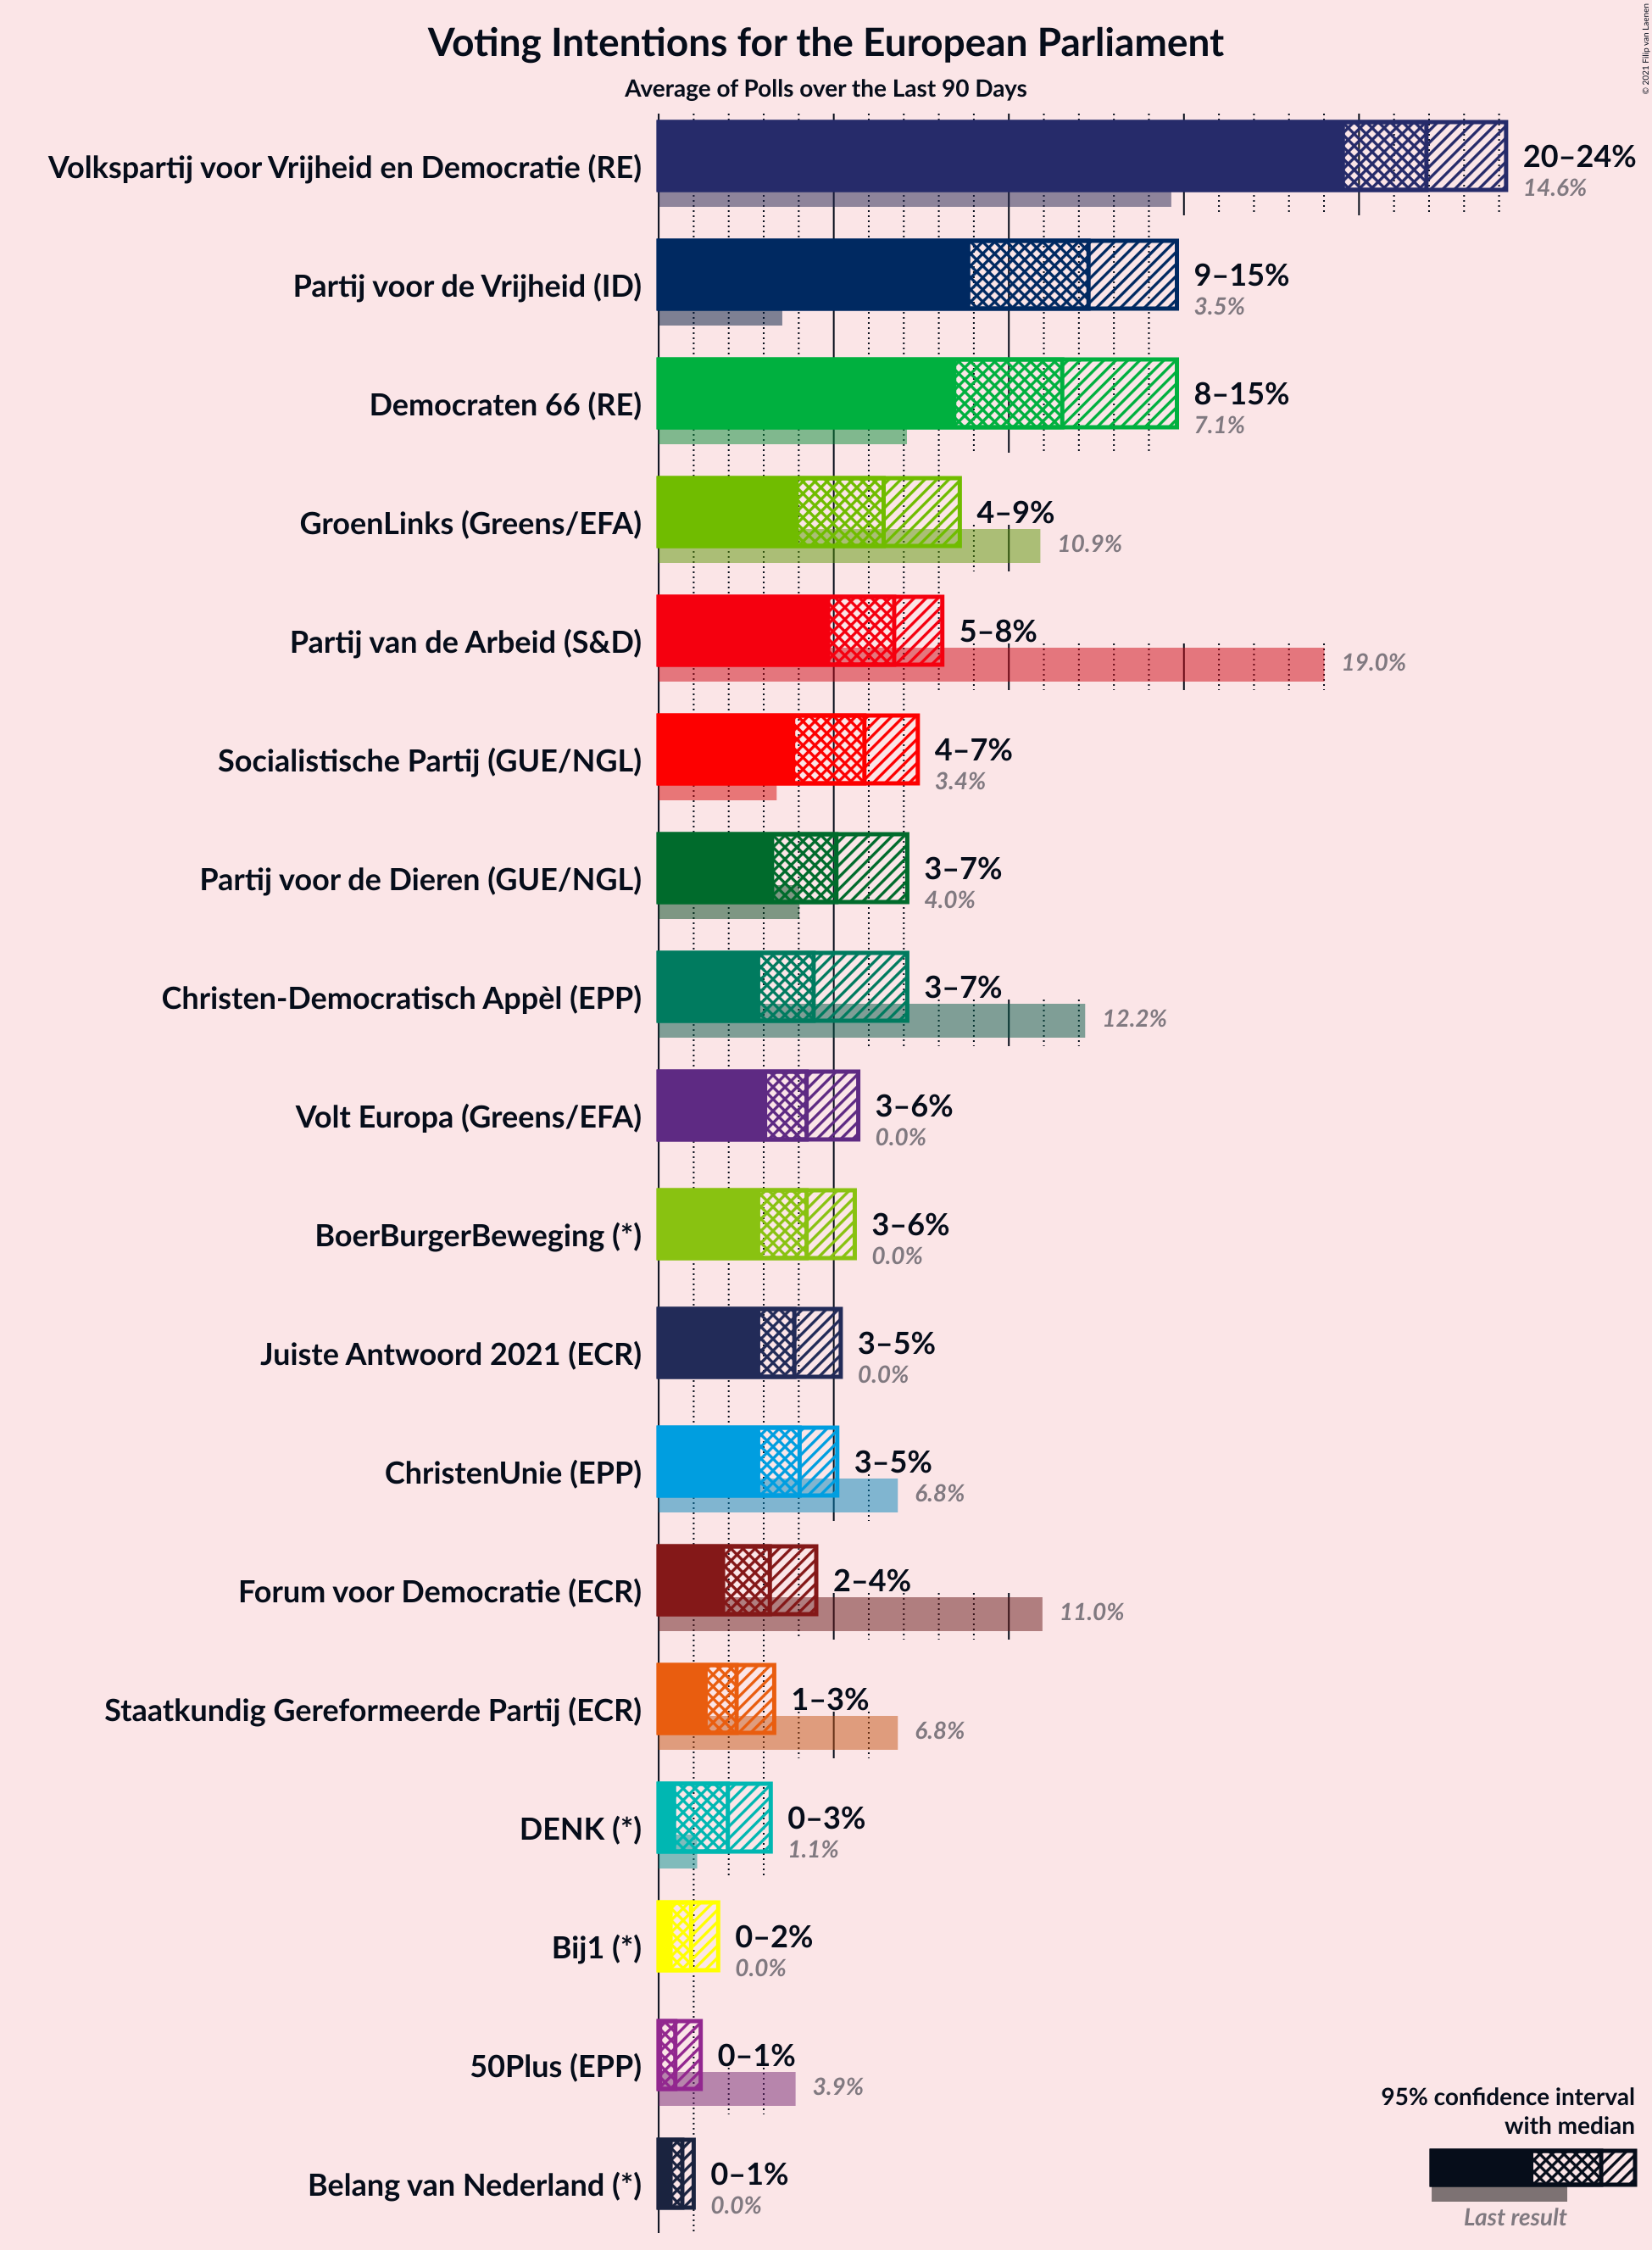 Voting Intentions for the European Parliament
Average of Polls over the Last 90 Days
© 2021 Filip van Laenen
Volkspartij voor Vrijheid en Democratie (RE)
20–24%
14.6%
Partij voor de Vrijheid (ID)
9–15%
3.5%
Democraten 66 (RE)
8–15%
7.1%
GroenLinks (Greens/EFA)
4–9%
10.9%
Partij van de Arbeid (S&D)
5–8%
19.0%
Socialistische Partij (GUE/NGL)
4–7%
3.4%
Partij voor de Dieren (GUE/NGL)
3–7%
4.0%
Christen-Democratisch Appèl (EPP)
3–7%
12.2%
Volt Europa (Greens/EFA)
3–6%
0.0%
BoerBurgerBeweging (*)
3–6%
0.0%
Juiste Antwoord 2021 (ECR)
3–5%
0.0%
ChristenUnie (EPP)
3–5%
6.8%
Forum voor Democratie (ECR)
2–4%
11.0%
Staatkundig Gereformeerde Partij (ECR)
1–3%
6.8%
DENK (*)
0–3%
1.1%
Bij1 (*)
0–2%
0.0%
50Plus (EPP)
0–1%
3.9%
Belang van Nederland (*)
0–1%
0.0%
95% confidence interval
with median
Last result